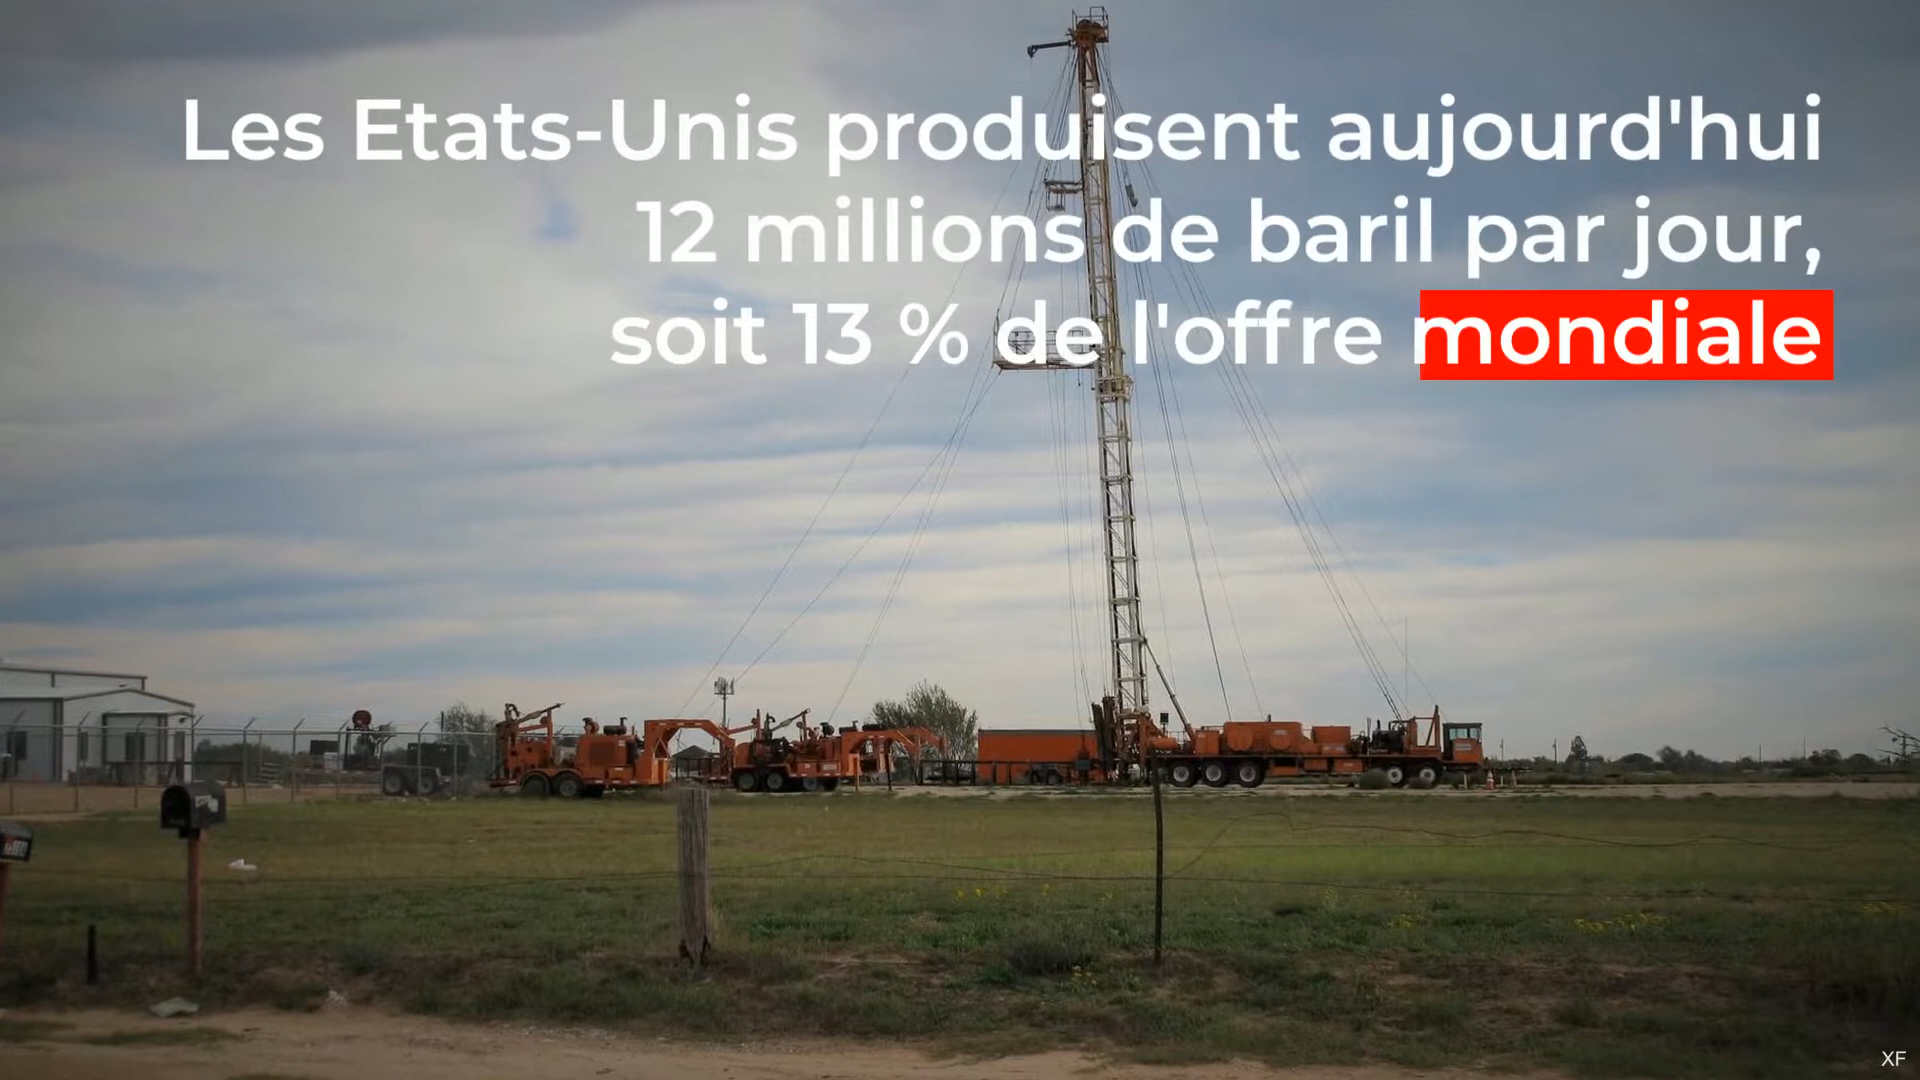 Les Etats-Unis produisent aujourd'hui
12 millions de baril par jour,
soit 13 % de l'offre mondiale
XF